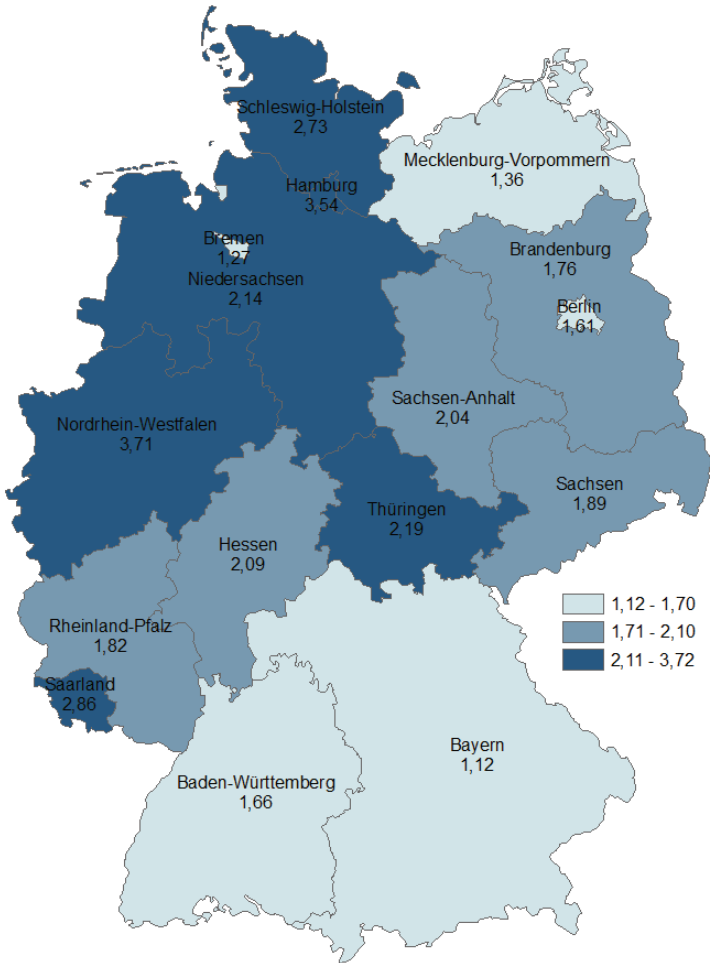 Schleswig-Holstein
2,73
Mecklenburg-Vorpommern
1,36
Hamburg
3,54
Bremen
1,27
Niedersachsen
2,14
Brandenburg
1,76
Berlin
1,61
Sachsen-Anhalt
2,04
Nordrhein-Westfalen
3,71
Sachsen
1,89
Thüringen
2,19
Hessen
2,09
Rheinland-Pfalz
1,82
Saarland
2,86
Bayern
1,12
Baden-Württemberg
1,66
1,12 - 1,70
1,71 - 2,10
2,11 - 3,72